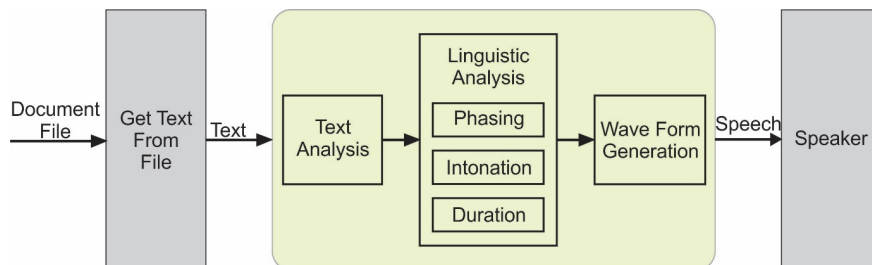 Document
File
Get Text
From
File
Text
Text
Analysis
Linguistic
Analysis
Phasing
Intonation
Duration
Wave Form
Generation
Speech
Speaker